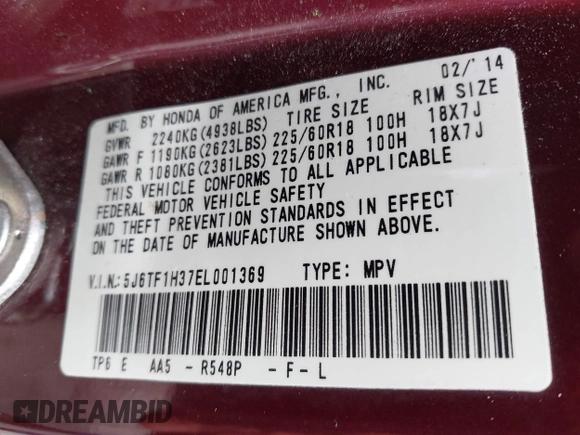 MFD. BY HONDA OF AMERICA MFG., INC. 02/'14
GVWR 2240KG(4938LBS) TIRE SIZE RIM SIZE
GAWR F 1190KG(2623LBS) 225/60R18 100H 18X7J
GAWR R 1080KG(2381LBS) 225/60R18 100H 18X7J
THIS VEHICLE CONFORMS TO ALL APPLICABLE
FEDERAL MOTOR VEHICLE SAFETY
AND THEFT PREVENTION STANDARDS IN EFFECT
ON THE DATE OF MANUFACTURE SHOWN ABOVE.
V.I.N.: 5J6TF1H37EL001369 TYPE: MPV
TP6 E AA5 - R548P - F - L
DREAMBID